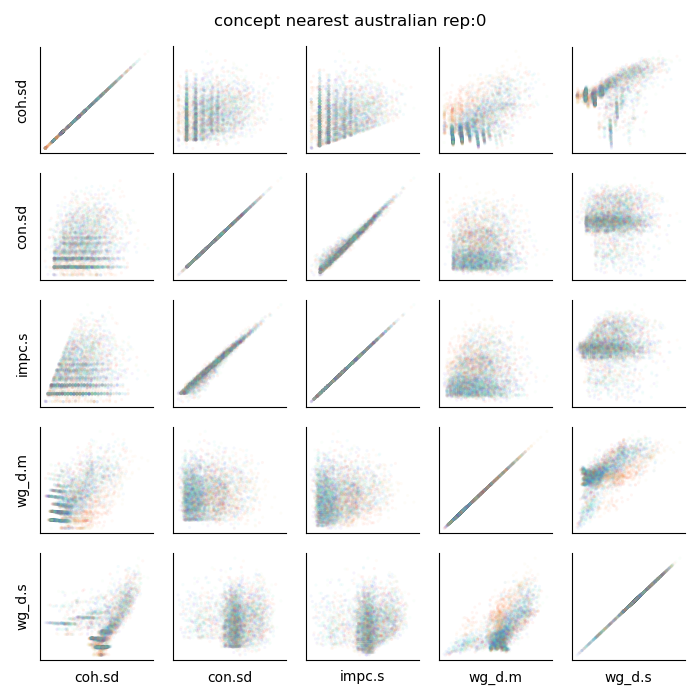 concept nearest australian rep:0
coh.sd
con.sd
impc.s
wg_d.m
wg_d.s
coh.sd con.sd impc.s wg_d.m wg_d.s